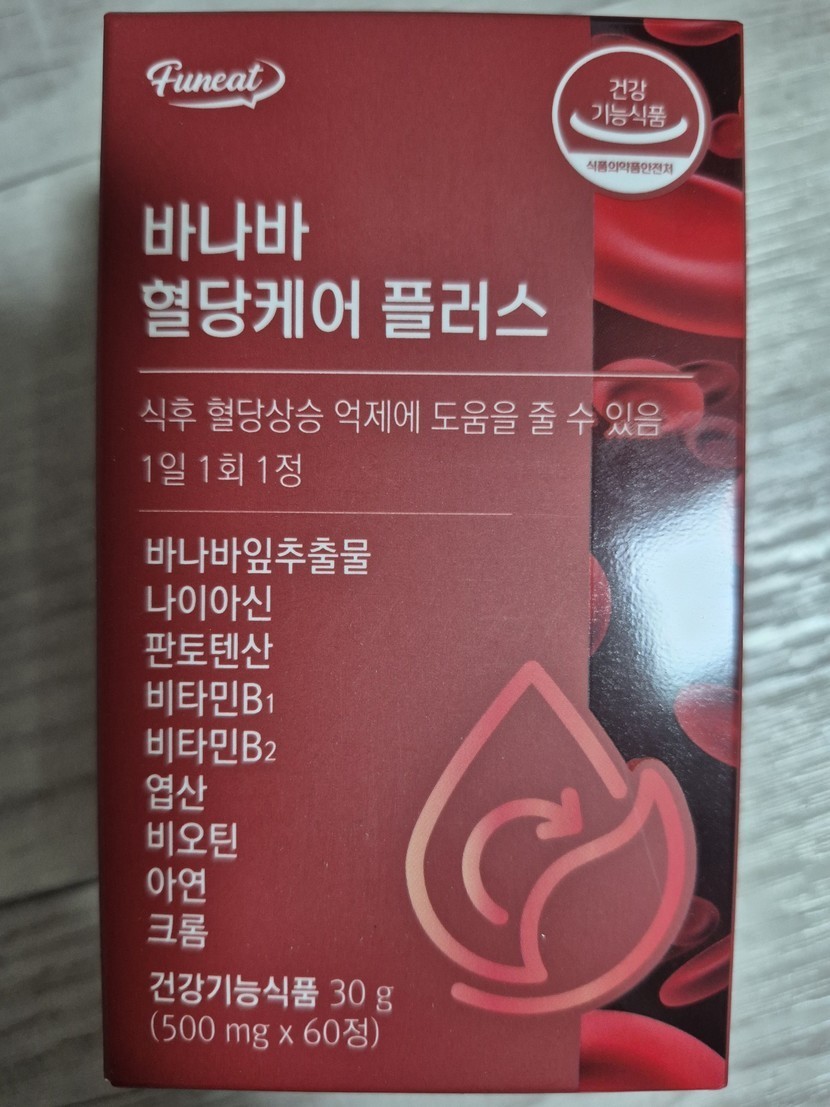 Funeat
건강
기능식품
식품의약품안전처
바나바
혈당케어 플러스
식후 혈당상승 억제에 도움을 줄 수 있음
1일 1회 1정
바나바잎추출물
나이아신
판토텐산
비타민B1
비타민B2
엽산
비오틴
아연
크롬
건강기능식품 30 g
(500 mg x 60정)